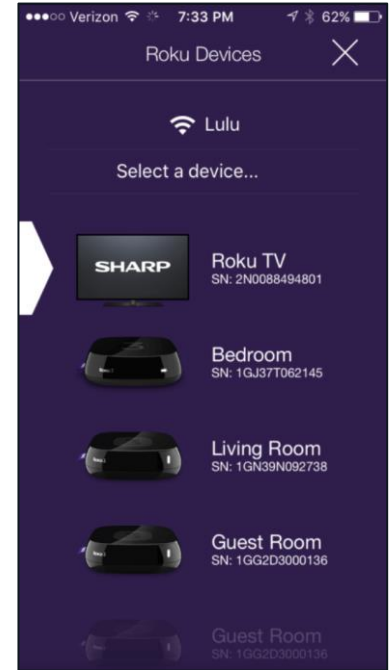 Verizon 7:33 PM 62%
Roku Devices
Lulu
Select a device...
SHARP
Roku TV
SN: 2N0088494801
Bedroom
SN: 1GJ37T062145
Living Room
SN: 1GN39N092738
Guest Room
SN: 1GG2D3000136
Guest Room
SN: 1GG2D3000136